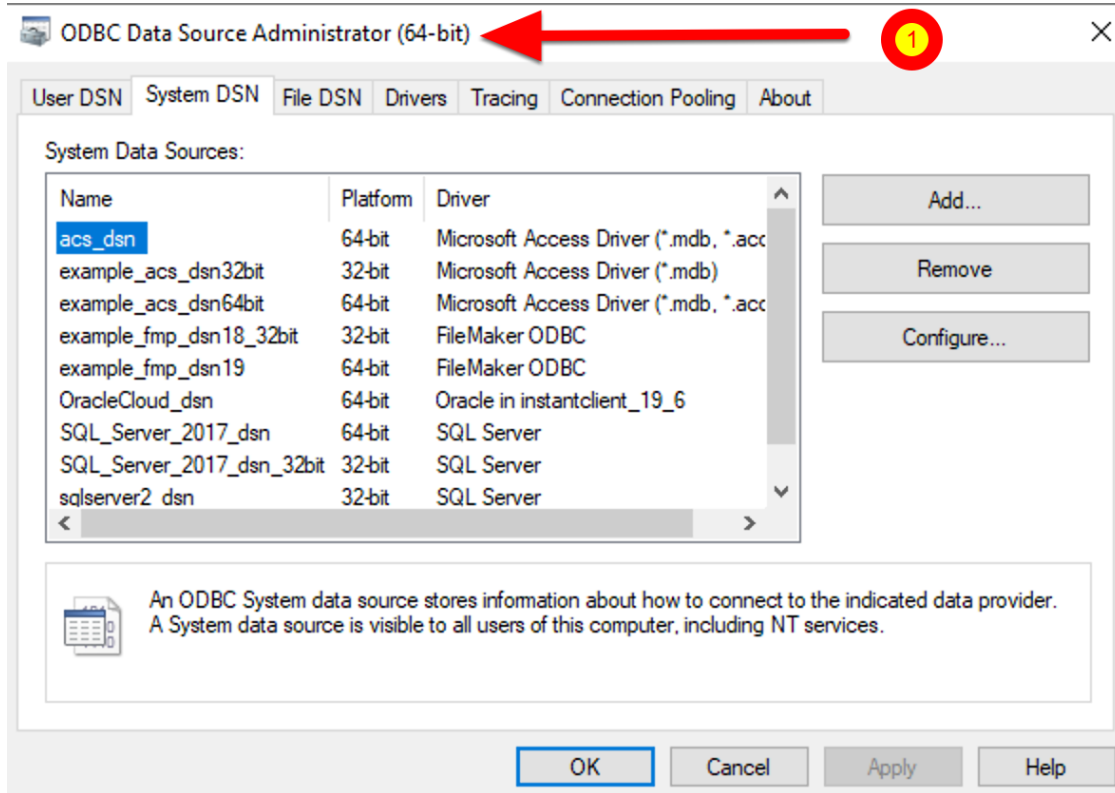 ODBC Data Source Administrator (64-bit)
1
User DSN System DSN File DSN Drivers Tracing Connection Pooling About
System Data Sources:
Name Platform Driver
acs_dsn 64-bit Microsoft Access Driver (*.mdb, *.acc
example_acs_dsn32bit 32-bit Microsoft Access Driver (*.mdb)
example_acs_dsn64bit 64-bit Microsoft Access Driver (*.mdb, *.acc
example_fmp_dsn18_32bit 32-bit FileMaker ODBC
example_fmp_dsn19 64-bit FileMaker ODBC
OracleCloud_dsn 64-bit Oracle in instantclient_19_6
SQL_Server_2017_dsn 64-bit SQL Server
SQL_Server_2017_dsn_32bit 32-bit SQL Server
sqlserver2_dsn 32-bit SQL Server
Add...
Remove
Configure...
An ODBC System data source stores information about how to connect to the indicated data provider.
A System data source is visible to all users of this computer, including NT services.
OK Cancel Apply Help